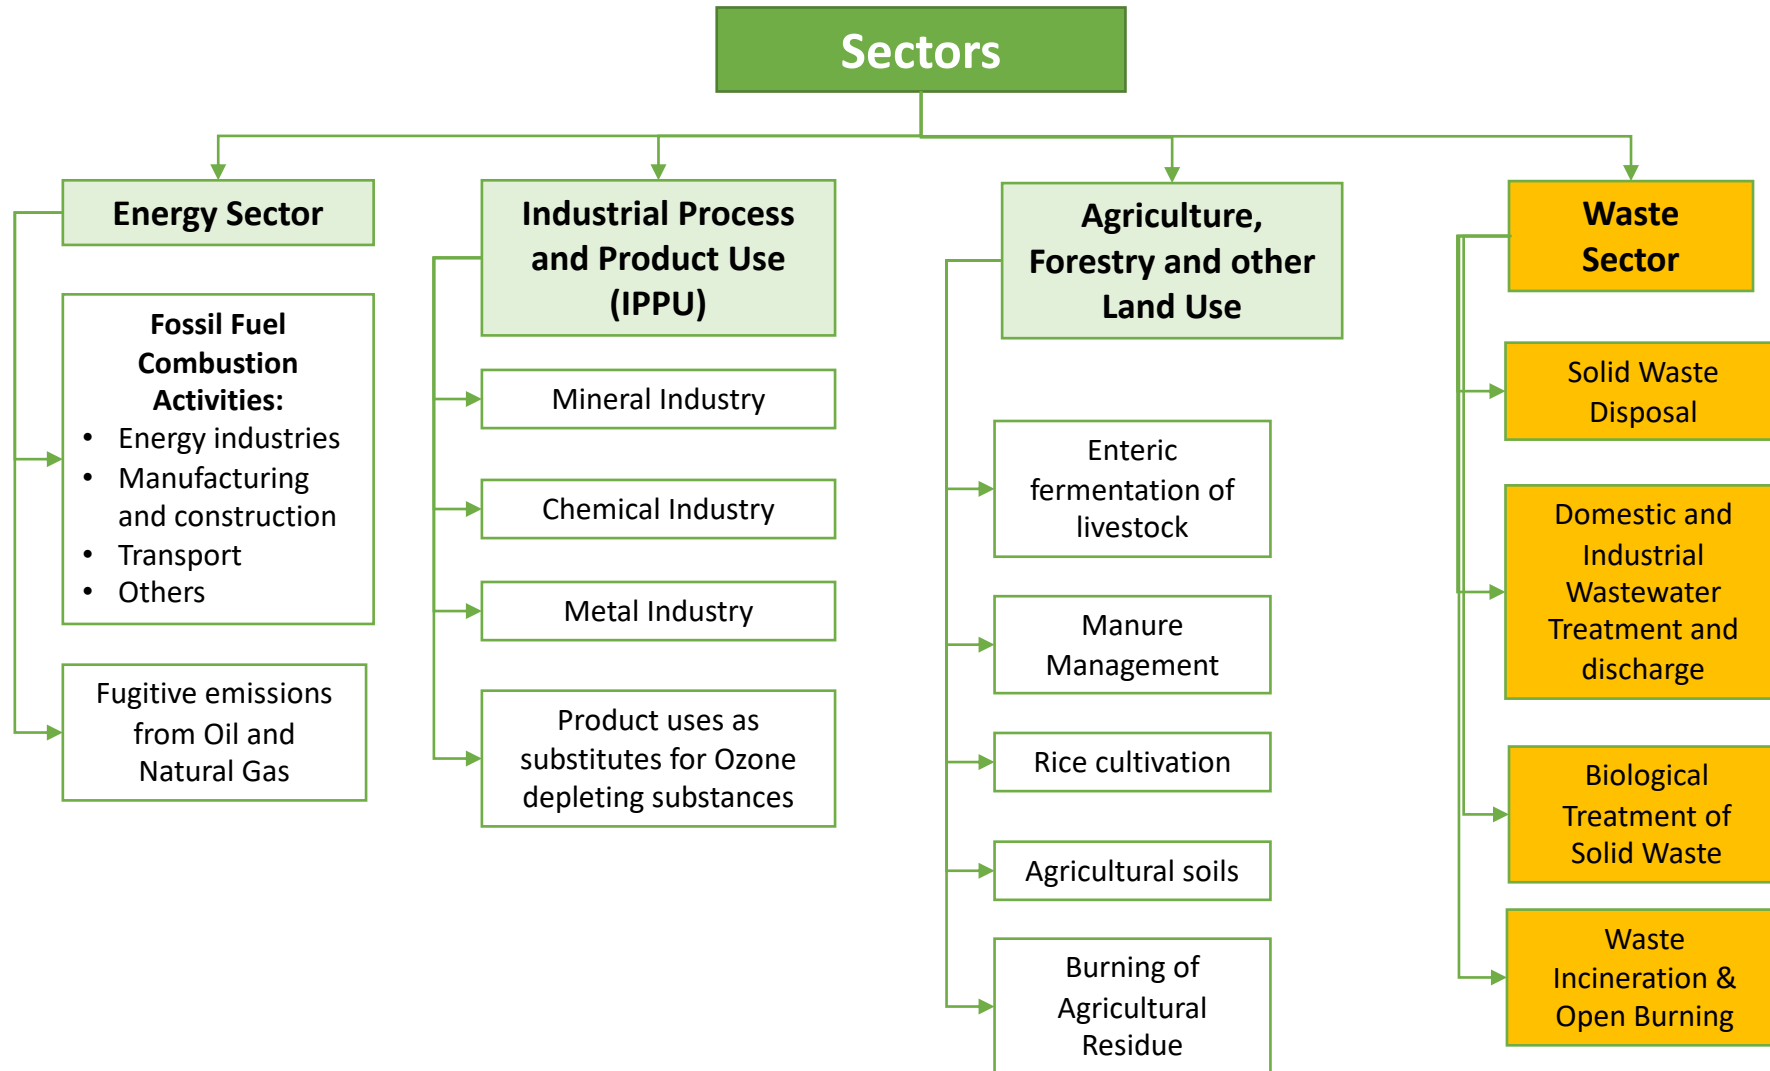 Sectors
Energy Sector
Fossil Fuel
Combustion
Activities:
• Energy industries
• Manufacturing
and construction
• Transport
• Others
Fugitive emissions
from Oil and
Natural Gas
Industrial Process
and Product Use
(IPPU)
Mineral Industry
Chemical Industry
Metal Industry
Product uses as
substitutes for Ozone
depleting substances
Agriculture,
Forestry and other
Land Use
Enteric
fermentation of
livestock
Manure
Management
Rice cultivation
Agricultural soils
Burning of
Agricultural
Residue
Waste
Sector
Solid Waste
Disposal
Domestic and
Industrial
Wastewater
Treatment and
discharge
Biological
Treatment of
Solid Waste
Waste
Incineration &
Open Burning